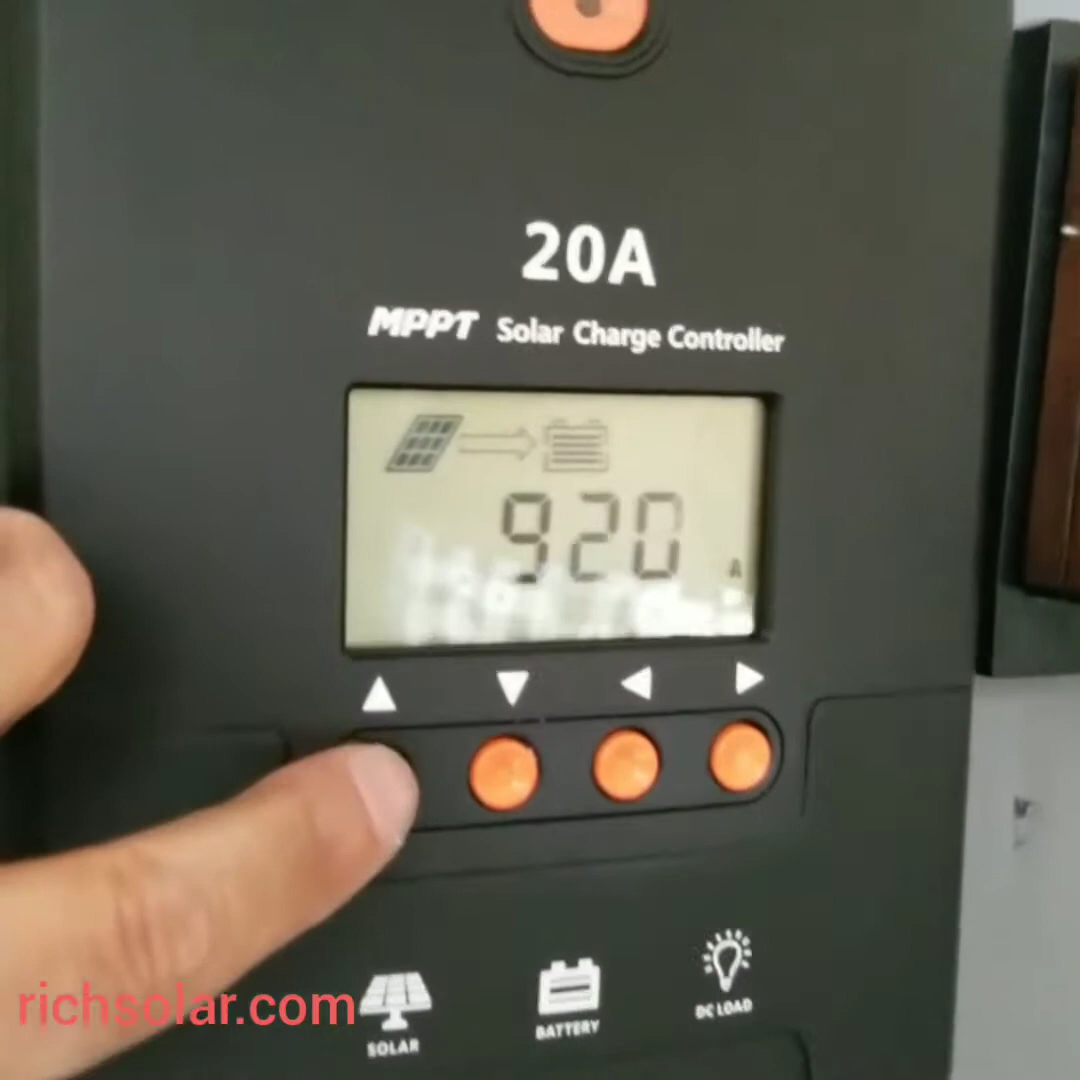 20A
MPPT Solar Charge Controller
920
A
richsolar.com
SOLAR
BATTERY
DC LOAD